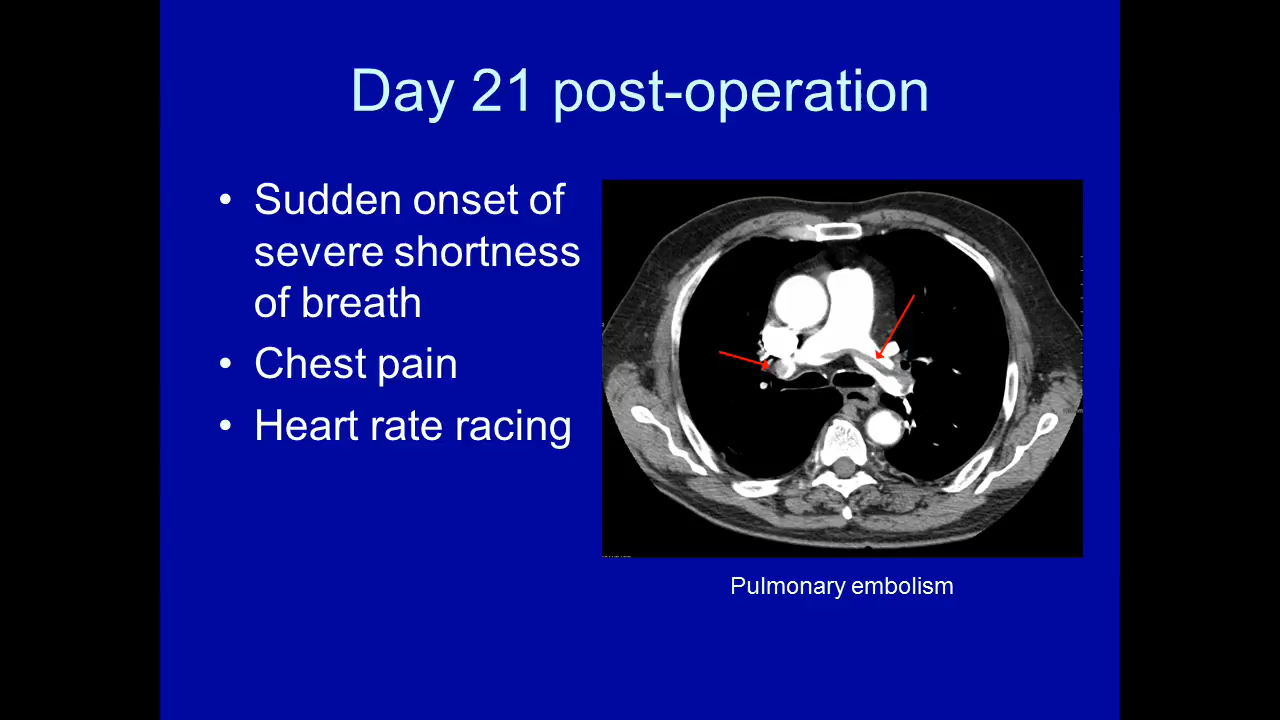 Day 21 post-operation
• Sudden onset of
severe shortness
of breath
• Chest pain
• Heart rate racing
Pulmonary embolism